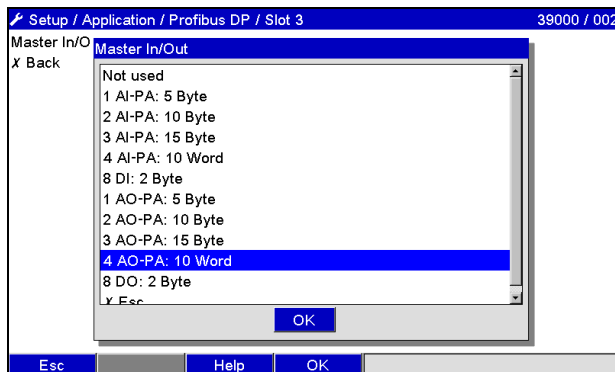 Setup / Application / Profibus DP / Slot 3 39000 / 002
Master In/O
X Back
Master In/Out
Not used
1 AI-PA: 5 Byte
2 AI-PA: 10 Byte
3 AI-PA: 15 Byte
4 AI-PA: 10 Word
8 DI: 2 Byte
1 AO-PA: 5 Byte
2 AO-PA: 10 Byte
3 AO-PA: 15 Byte
4 AO-PA: 10 Word
8 DO: 2 Byte
X Esc
OK
Esc Help OK